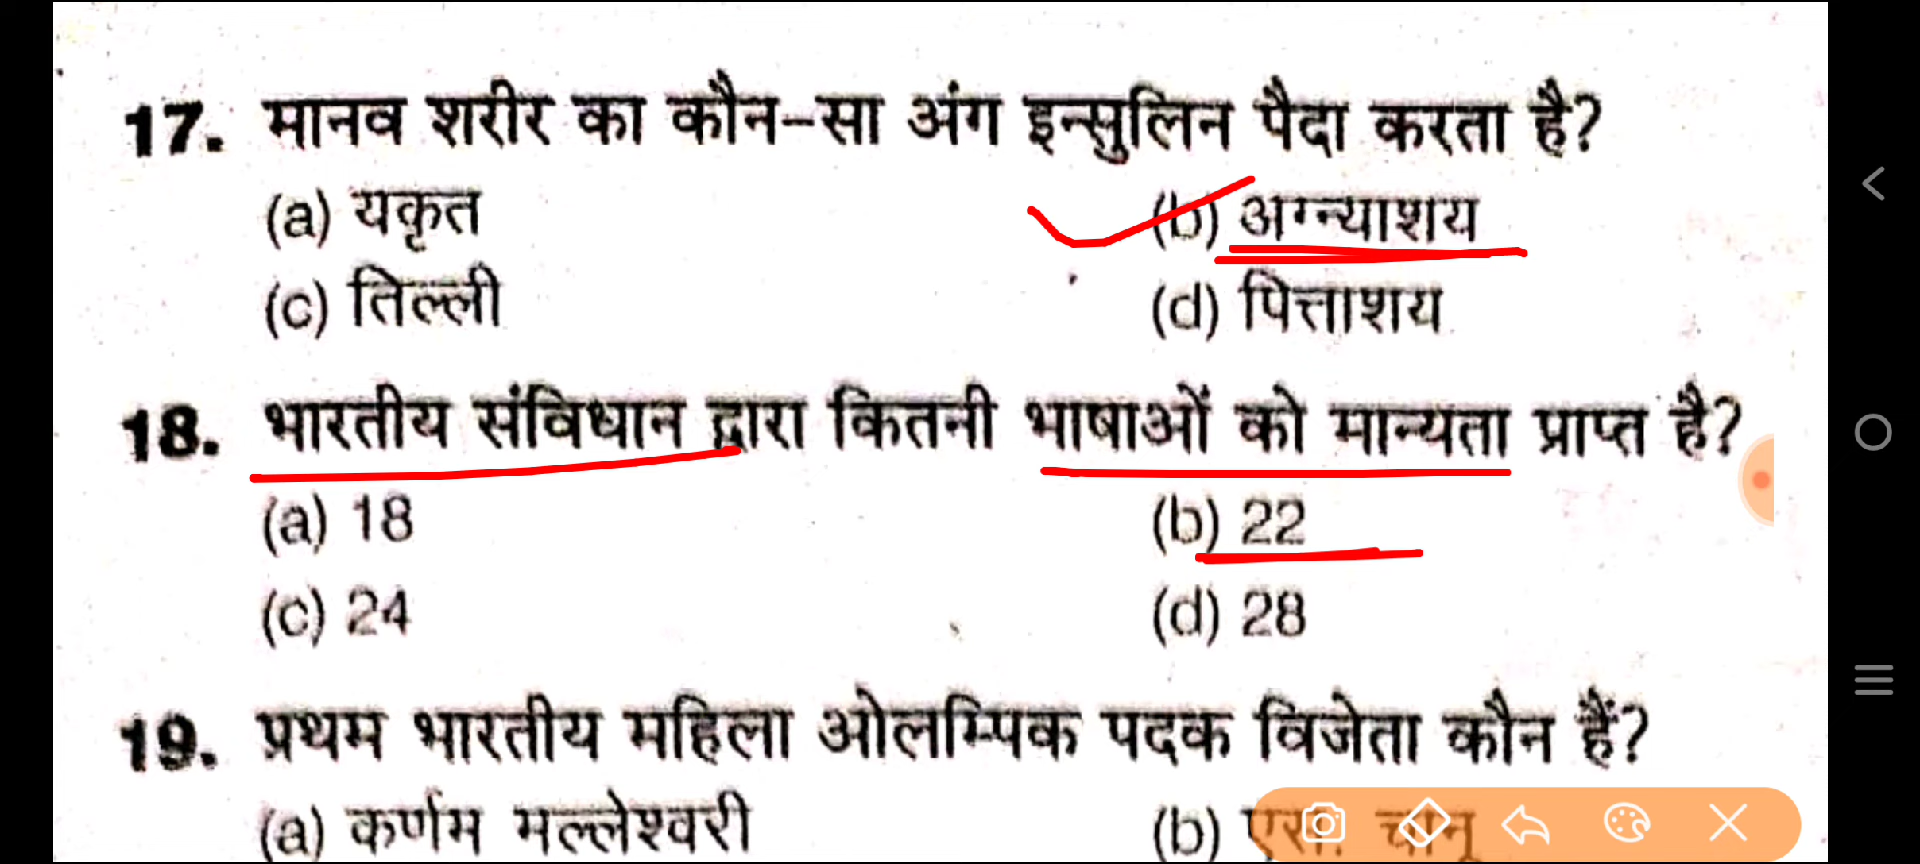 17. मानव शरीर का कौन-सा अंग इन्सुलिन पैदा करता है?
(a) यकृत (b) अग्न्याशय
(c) तिल्ली (d) पित्ताशय
18. भारतीय संविधान द्वारा कितनी भाषाओं को मान्यता प्राप्त है?
(a) 18 (b) 22
(c) 24 (d) 28
19. प्रथम भारतीय महिला ओलम्पिक पदक विजेता कौन हैं?
(a) कर्णम मल्लेश्वरी (b) एस. चानू